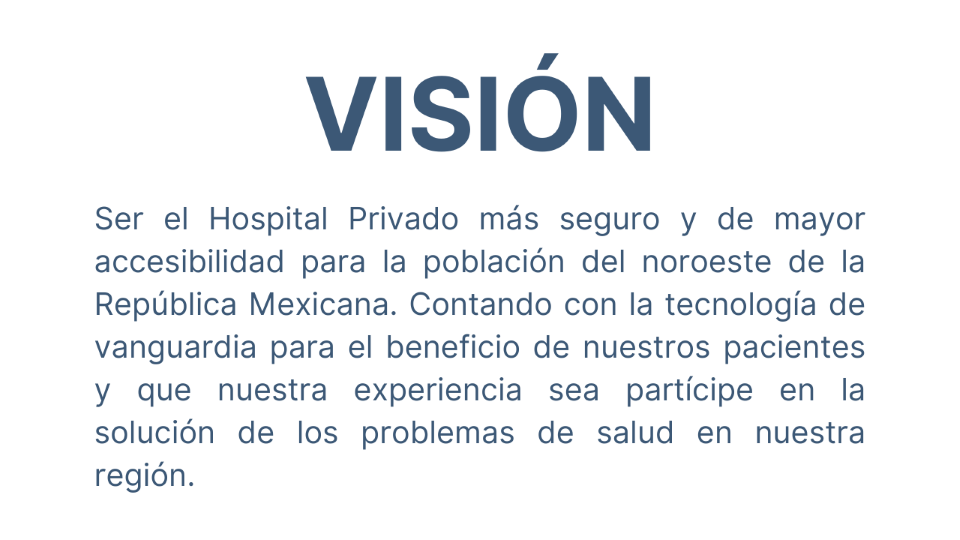 VISIÓN
Ser el Hospital Privado más seguro y de mayor
accesibilidad para la población del noroeste de la
República Mexicana. Contando con la tecnología de
vanguardia para el beneficio de nuestros pacientes
y que nuestra experiencia sea partícipe en la
solución de los problemas de salud en nuestra
región.